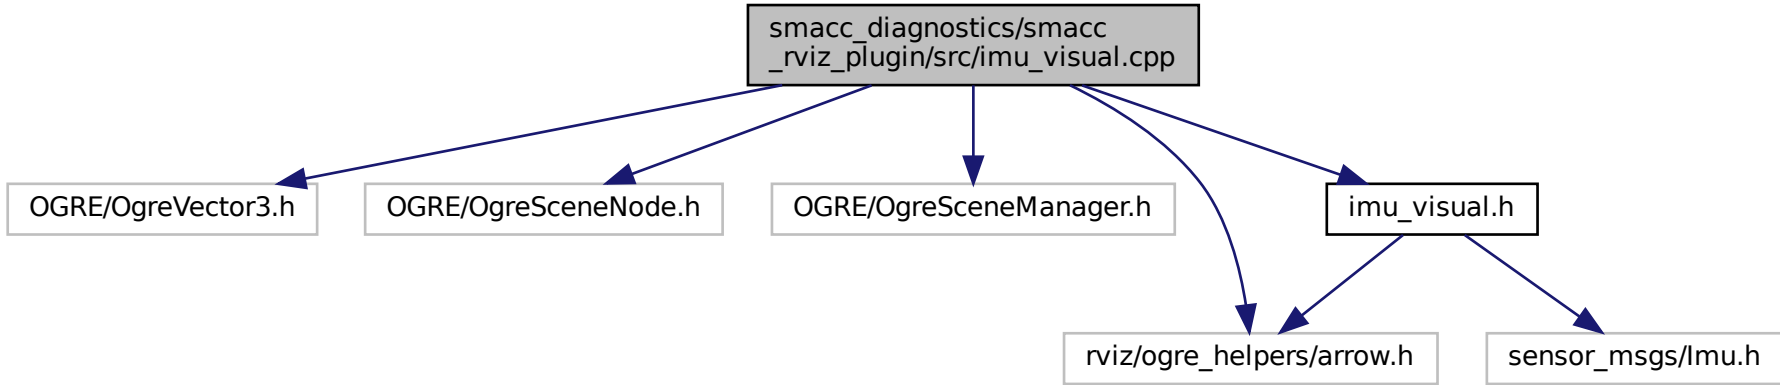 smacc_diagnostics/smacc
_rviz_plugin/src/imu_visual.cpp
OGRE/OgreVector3.h
OGRE/OgreSceneNode.h
OGRE/OgreSceneManager.h
imu_visual.h
rviz/ogre_helpers/arrow.h
sensor_msgs/Imu.h